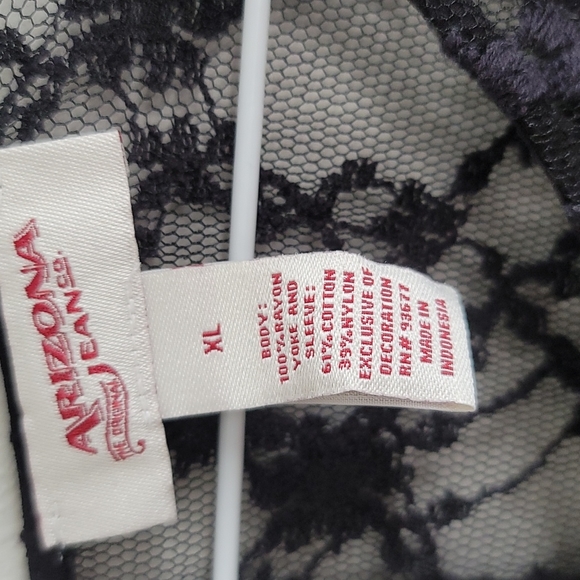 ARIZONA
JEAN CO.
THE ORIGINAL
XL
BODY:
100% RAYON
YOKE AND
SLEEVE:
61% COTTON
39% NYLON
EXCLUSIVE OF
DECORATION
RN# 93677
MADE IN
INDONESIA